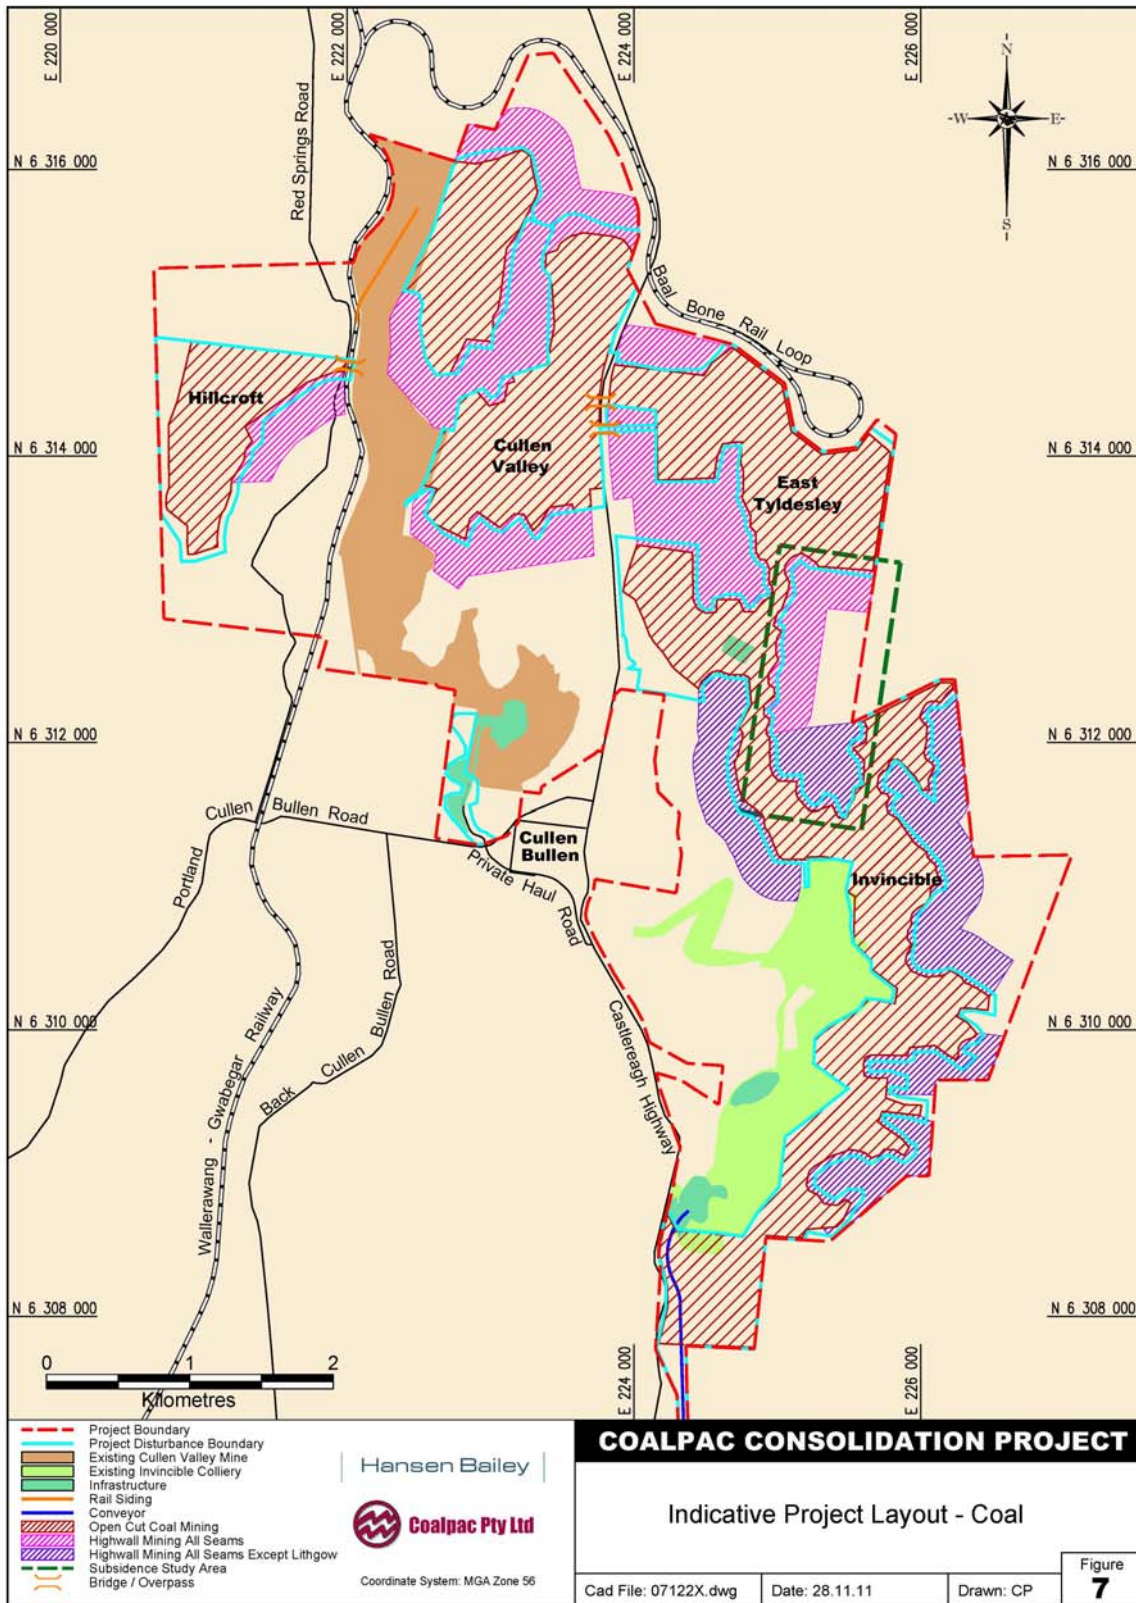 E 220 000
E 222 000
E 224 000
E 226 000
N
-W-
-E-
S
N 6 316 000
N 6 316 000
Red Springs Road
Baal Bone Rail Loop
Hillcroft
N 6 314 000
N 6 314 000
Cullen
Valley
East
Tyldesley
N 6 312 000
N 6 312 000
Cullen Bullen Road
Portland
Cullen
Bullen
Private Haul Road
Invincible
Back Cullen Bullen Road
Wallerawang - Gwabegar Railway
Castlereagh Highway
N 6 310 000
N 6 310 000
N 6 308 000
N 6 308 000
E 224 000
E 226 000
0 1 2
Kilometres
Project Boundary
Project Disturbance Boundary
Existing Cullen Valley Mine
Existing Invincible Colliery
Infrastructure
Rail Siding
Conveyor
Open Cut Coal Mining
Highwall Mining All Seams
Highwall Mining All Seams Except Lithgow
Subsidence Study Area
Bridge / Overpass
Hansen Bailey
Coalpac Pty Ltd
Coordinate System: MGA Zone 56
COALPAC CONSOLIDATION PROJECT
Indicative Project Layout - Coal
Cad File: 07122X.dwg
Date: 28.11.11
Drawn: CP
Figure
7